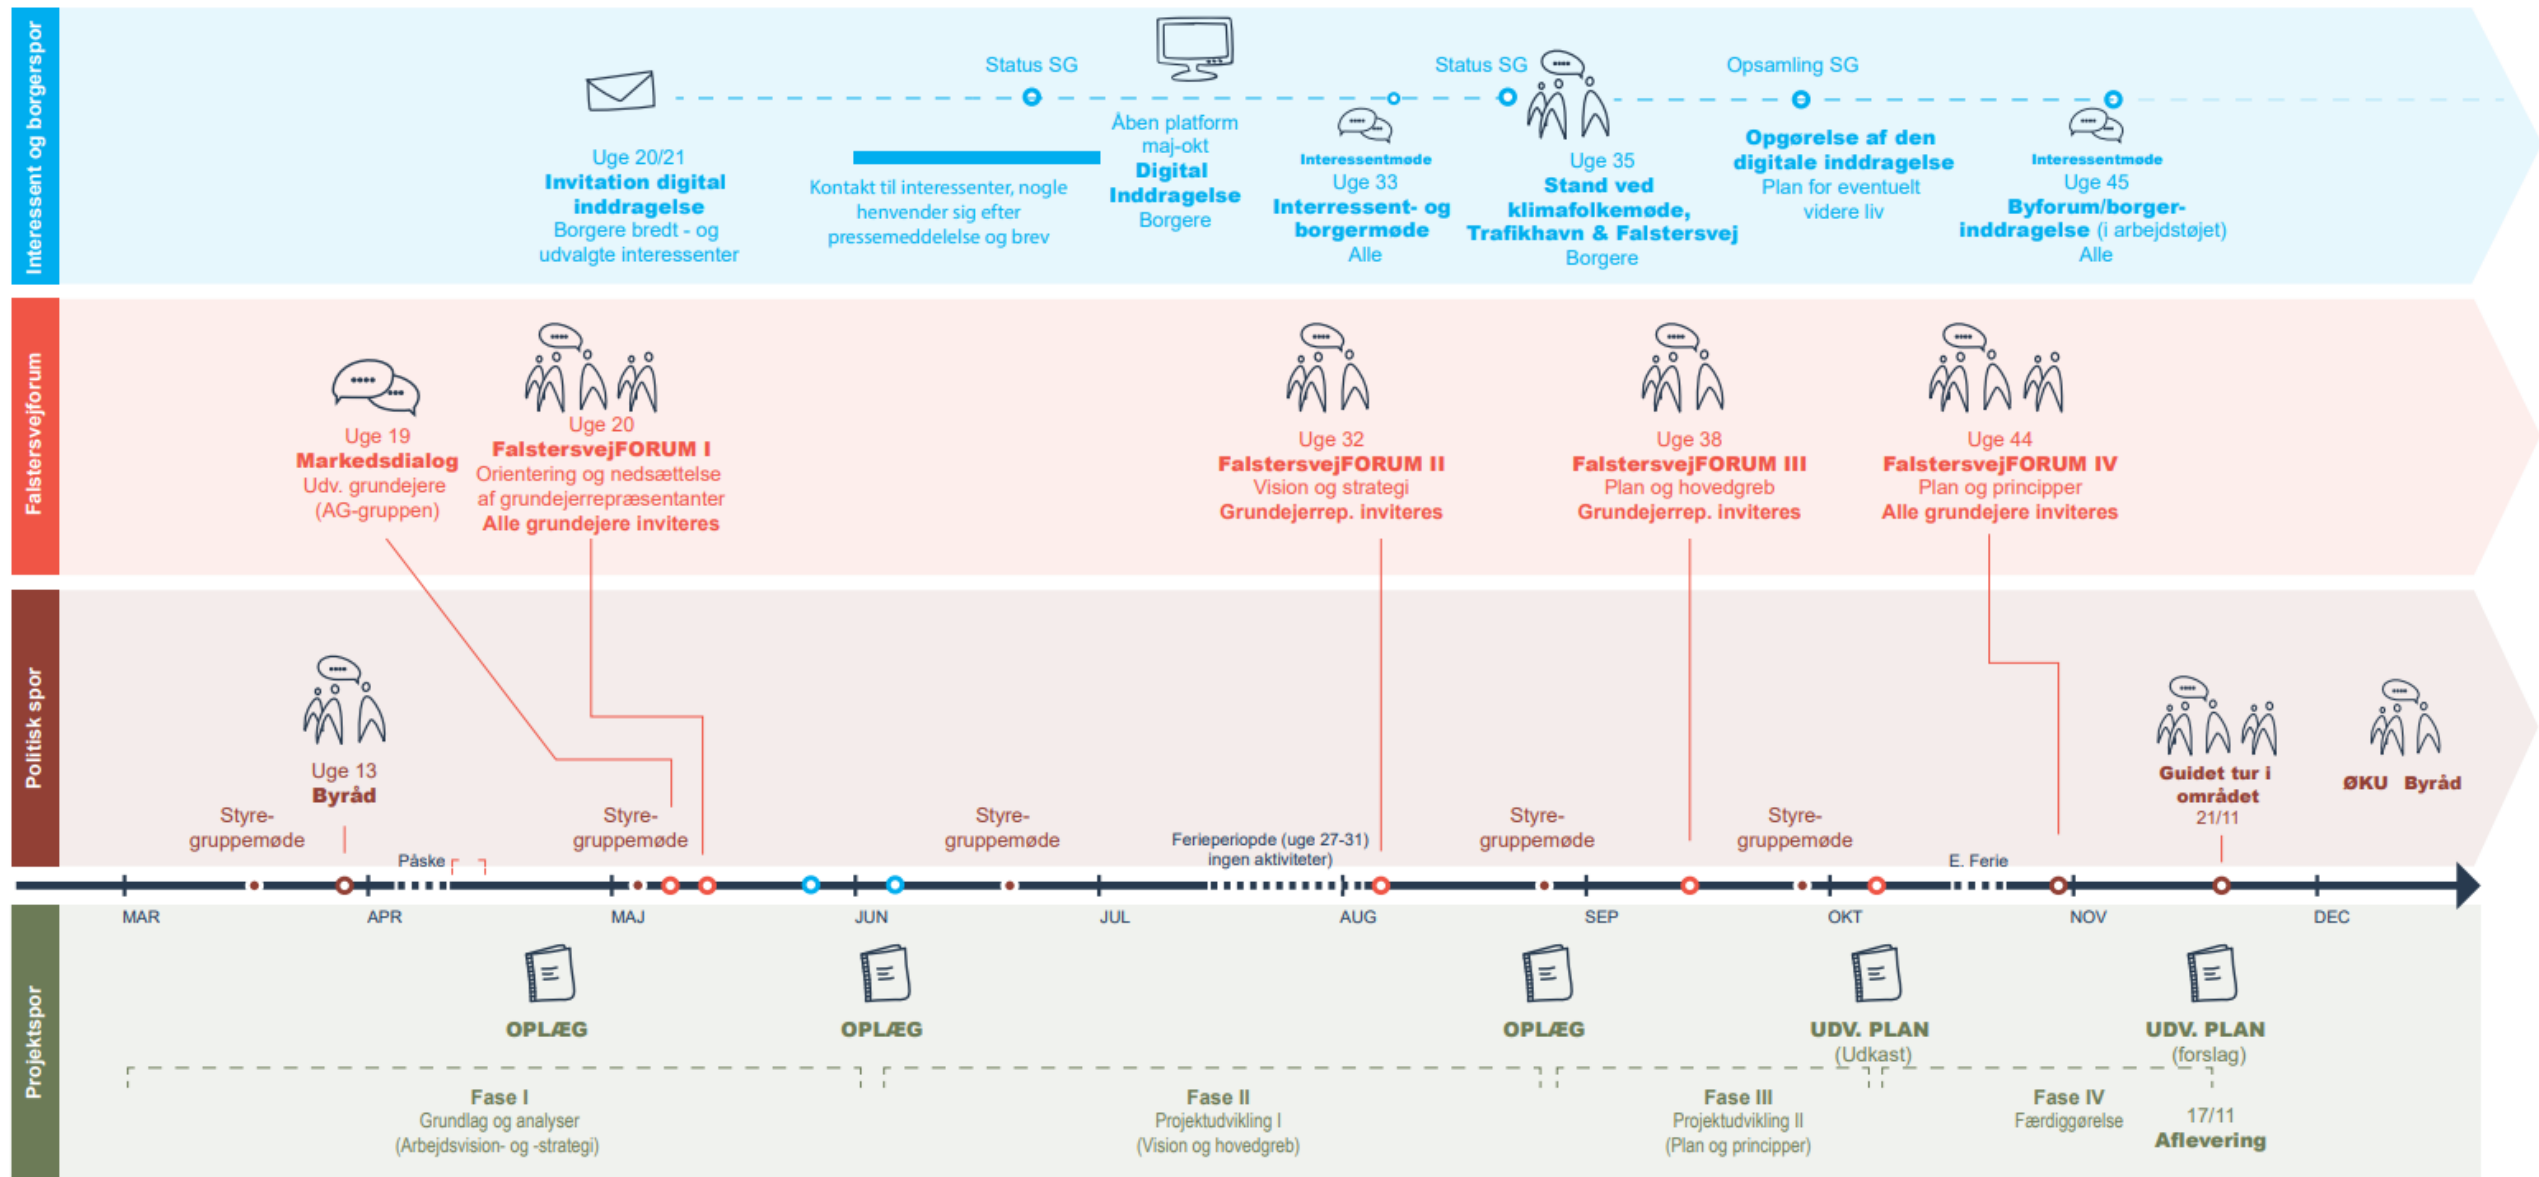 Interessent og borgerspor
Status SG
Status SG
Opsamling SG
Uge 20/21
Invitation digital
inddragelse
Borgere bredt - og
udvalgte interessenter
Kontakt til interessenter, nogle
henvender sig efter
pressemeddelelse og brev
Åben platform
maj-okt
Digital
Inddragelse
Borgere
Interessentmøde
Uge 33
Interressent- og
borgermøde
Alle
Uge 35
Stand ved
klimafolkemøde,
Trafikhavn & Falstersvej
Borgere
Opgørelse af den
digitale inddragelse
Plan for eventuelt
videre liv
Interessentmøde
Uge 45
Byforum/borger-
inddragelse (i arbejdstøjet)
Alle
Falstersvejforum
Uge 19
Markedsdialog
Udv. grundejere
(AG-gruppen)
Uge 20
FalstersvejFORUM I
Orientering og nedsættelse
af grundejerrepræsentanter
Alle grundejere inviteres
Uge 32
FalstersvejFORUM II
Vision og strategi
Grundejerrep. inviteres
Uge 38
FalstersvejFORUM III
Plan og hovedgreb
Grundejerrep. inviteres
Uge 44
FalstersvejFORUM IV
Plan og principper
Alle grundejere inviteres
Politisk spor
Styre-
gruppemøde
Uge 13
Byråd
Påske
Styre-
gruppemøde
Styre-
gruppemøde
Ferieperiopde (uge 27-31)
ingen aktiviteter)
Styre-
gruppemøde
Styre-
gruppemøde
E. Ferie
Guidet tur i
området
21/11
ØKU Byråd
MAR APR MAJ JUN JUL AUG SEP OKT NOV DEC
Projektspor
OPLÆG
OPLÆG
OPLÆG
UDV. PLAN
(Udkast)
UDV. PLAN
(forslag)
Fase I
Grundlag og analyser
(Arbejdsvision- og -strategi)
Fase II
Projektudvikling I
(Vision og hovedgreb)
Fase III
Projektudvikling II
(Plan og principper)
Fase IV
Færdiggørelse
17/11
Aflevering